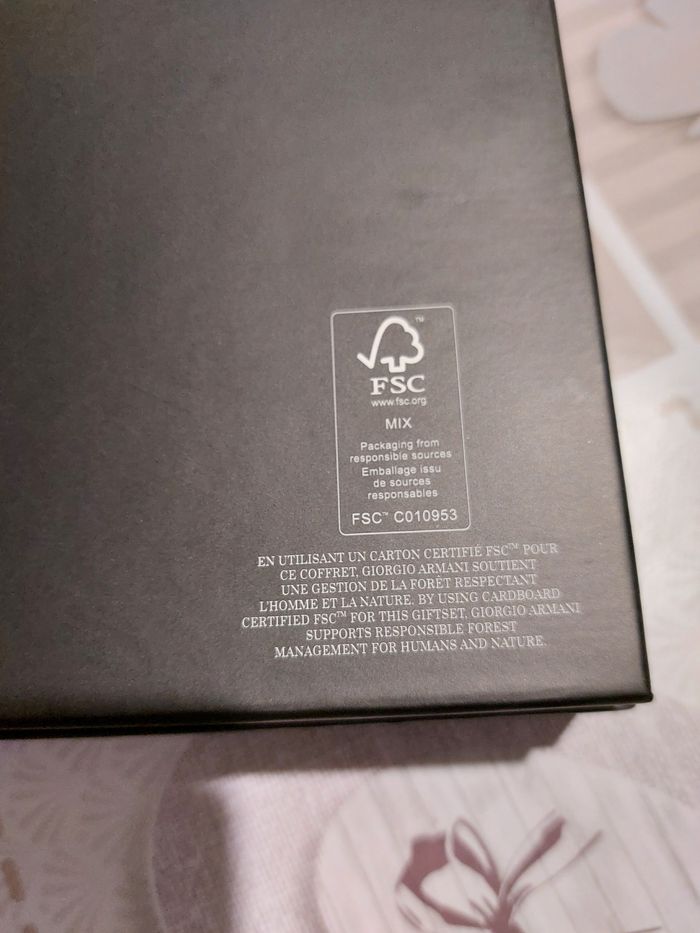 ™
FSC
www.fsc.org
MIX
Packaging from
responsible sources
Emballage issu
de sources
responsables
FSC™ C010953
EN UTILISANT UN CARTON CERTIFIÉ FSC™ POUR
CE COFFRET, GIORGIO ARMANI SOUTIENT
UNE GESTION DE LA FORÊT RESPECTANT
L'HOMME ET LA NATURE. BY USING CARDBOARD
CERTIFIED FSC™ FOR THIS GIFTSET, GIORGIO ARMANI
SUPPORTS RESPONSIBLE FOREST
MANAGEMENT FOR HUMANS AND NATURE.